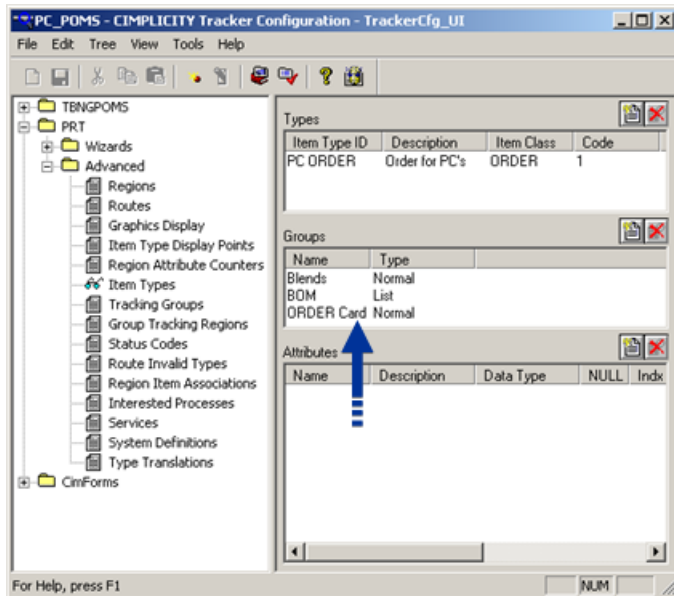 PC_POMS - CIMPLICITY Tracker Configuration - TrackerCfg_UI
File Edit Tree View Tools Help
TBNGPOMS
PRT
Wizards
Advanced
Regions
Routes
Graphics Display
Item Type Display Points
Region Attribute Counters
Item Types
Tracking Groups
Group Tracking Regions
Status Codes
Route Invalid Types
Region Item Associations
Interested Processes
Services
System Definitions
Type Translations
CimForms
Types
Item Type ID Description Item Class Code
PC ORDER Order for PC's ORDER 1
Groups
Name Type
Blends Normal
BOM List
ORDER Card Normal
Attributes
Name Description Data Type NULL Indx
For Help, press F1 NUM